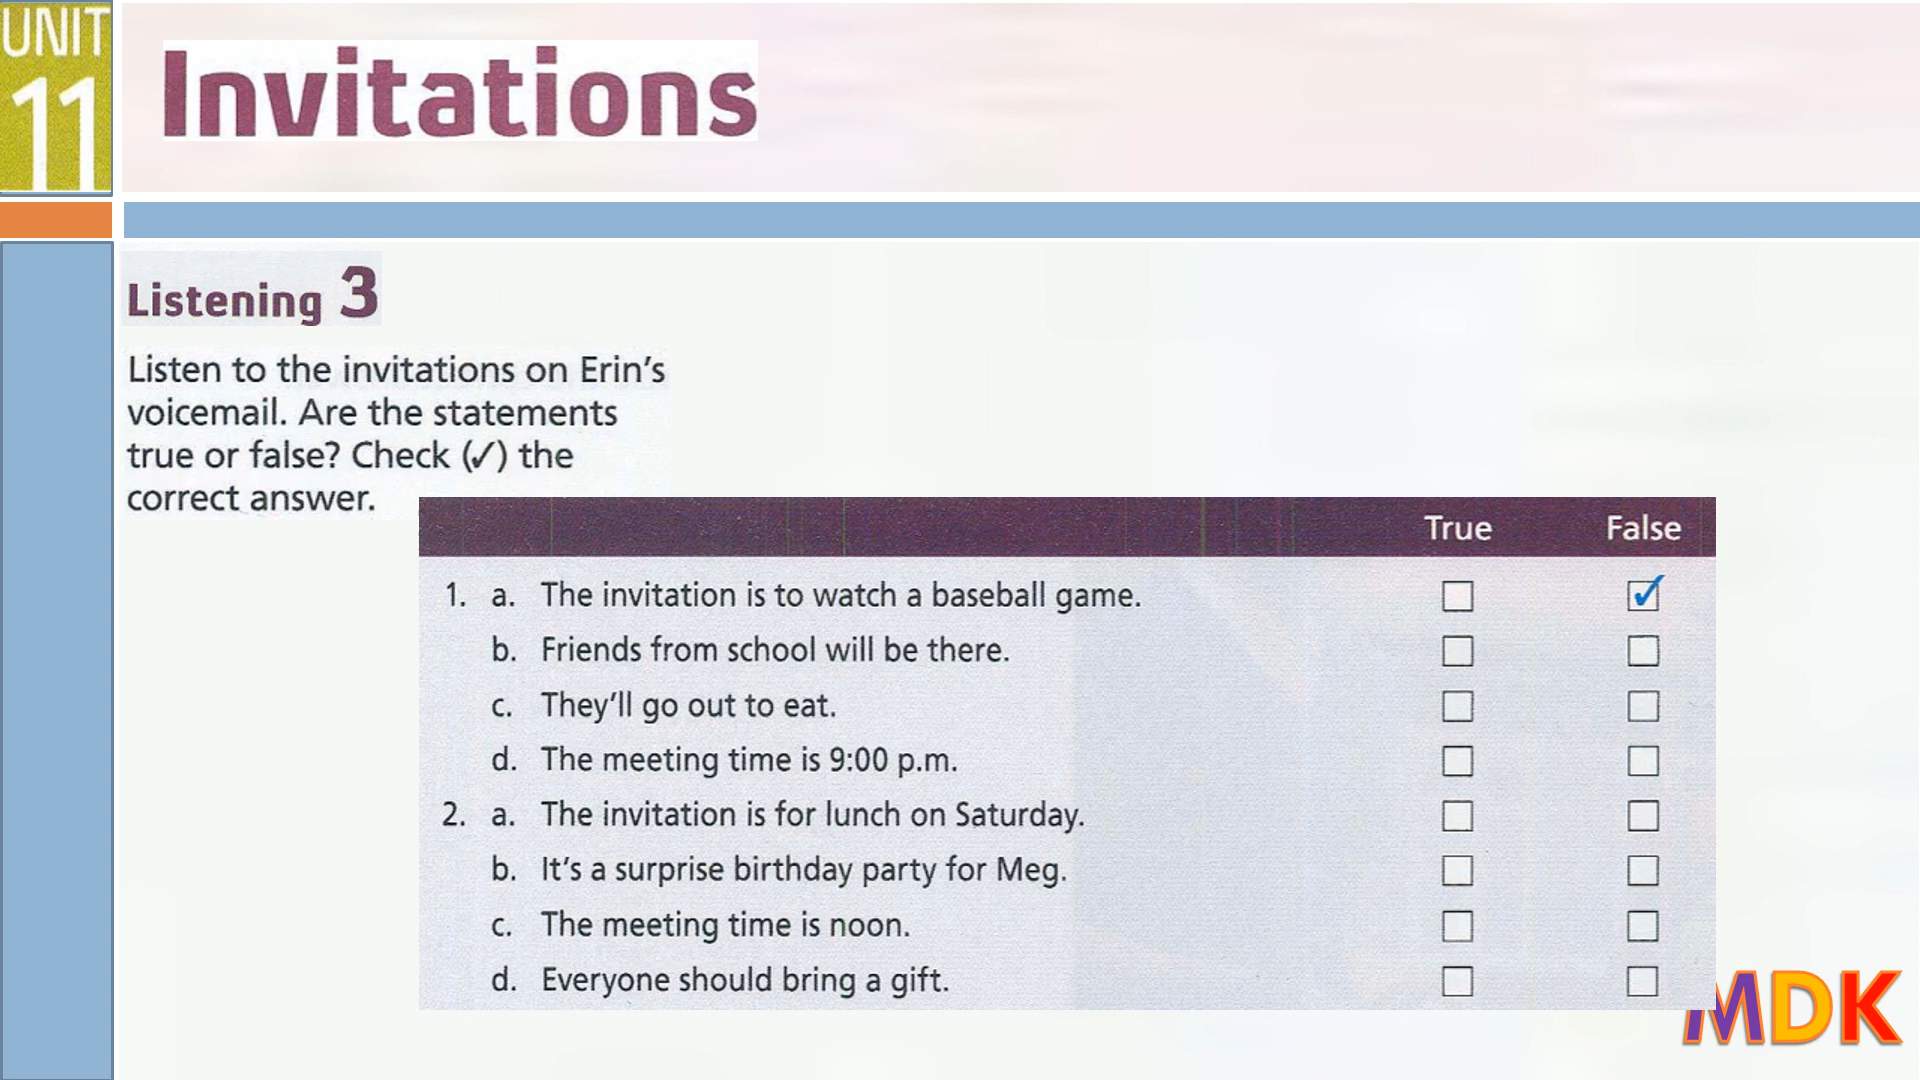 UNIT
11
Invitations
Listening 3
Listen to the invitations on Erin's
voicemail. Are the statements
true or false? Check (✓) the
correct answer.
True False
1. a. The invitation is to watch a baseball game.
b. Friends from school will be there.
c. They'll go out to eat.
d. The meeting time is 9:00 p.m.
2. a. The invitation is for lunch on Saturday.
b. It's a surprise birthday party for Meg.
c. The meeting time is noon.
d. Everyone should bring a gift.
MDK